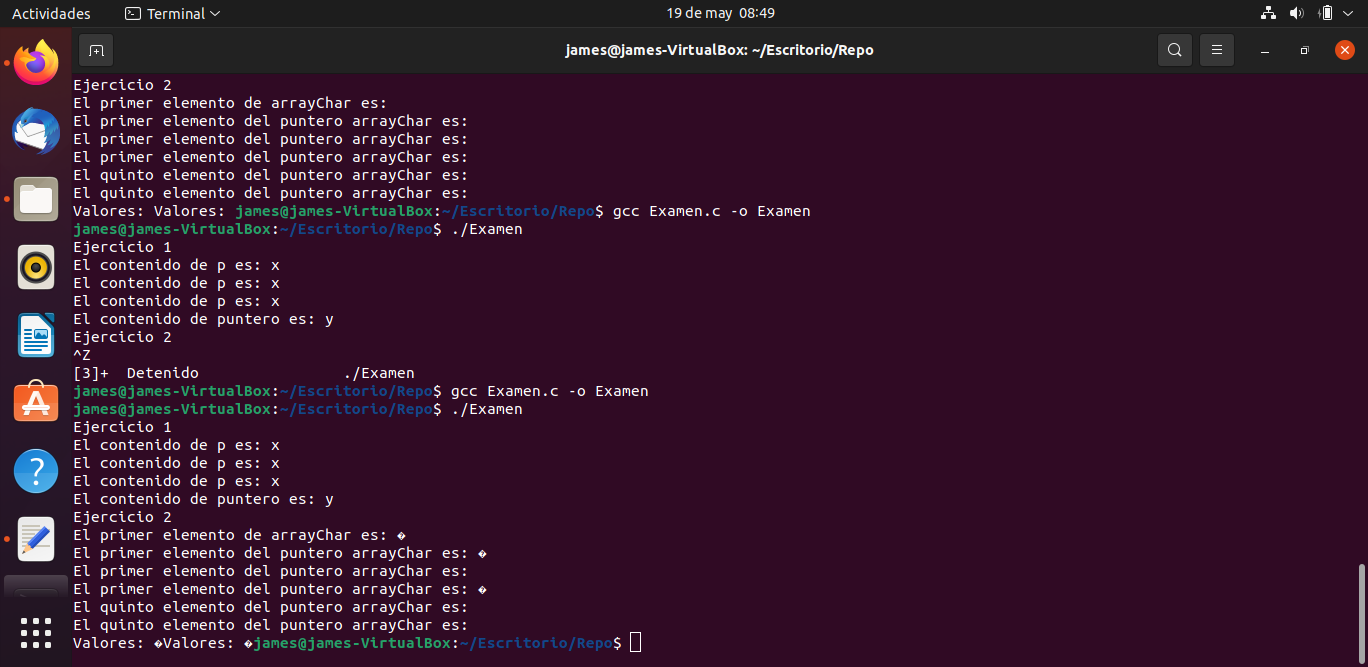 Actividades
Terminal
19 de may 08:49
james@james-VirtualBox: ~/Escritorio/Repo
Ejercicio 2
El primer elemento de arrayChar es:
El primer elemento del puntero arrayChar es:
El primer elemento del puntero arrayChar es:
El primer elemento del puntero arrayChar es:
El quinto elemento del puntero arrayChar es:
El quinto elemento del puntero arrayChar es:
Valores: Valores: james@james-VirtualBox:~/Escritorio/Repo$ gcc Examen.c -o Examen
james@james-VirtualBox:~/Escritorio/Repo$ ./Examen
Ejercicio 1
El contenido de p es: x
El contenido de p es: x
El contenido de p es: x
El contenido de puntero es: y
Ejercicio 2
^Z
[3]+  Detenido                ./Examen
james@james-VirtualBox:~/Escritorio/Repo$ gcc Examen.c -o Examen
james@james-VirtualBox:~/Escritorio/Repo$ ./Examen
Ejercicio 1
El contenido de p es: x
El contenido de p es: x
El contenido de p es: x
El contenido de puntero es: y
Ejercicio 2
El primer elemento de arrayChar es: �
El primer elemento del puntero arrayChar es: �
El primer elemento del puntero arrayChar es:
El primer elemento del puntero arrayChar es: �
El quinto elemento del puntero arrayChar es:
El quinto elemento del puntero arrayChar es:
Valores: �Valores: �james@james-VirtualBox:~/Escritorio/Repo$